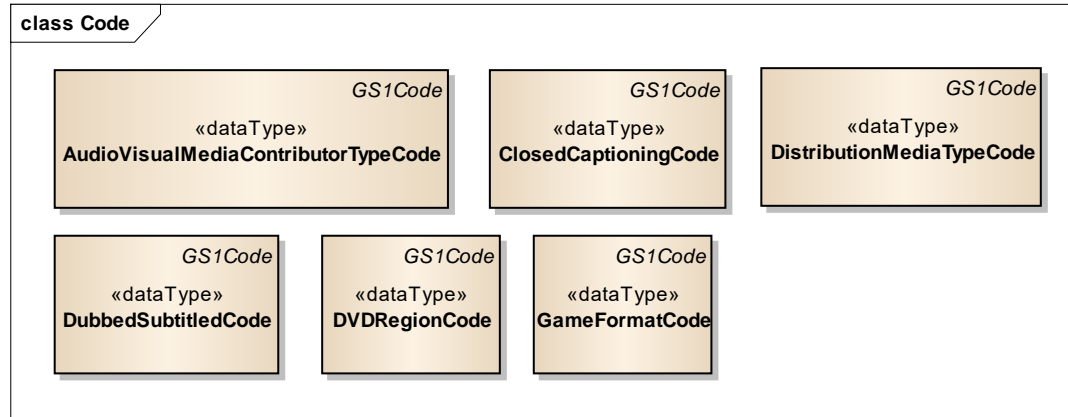 class Code
GS1Code
«dataType»
AudioVisualMediaContributorTypeCode
GS1Code
«dataType»
ClosedCaptioningCode
GS1Code
«dataType»
DistributionMediaTypeCode
GS1Code
«dataType»
DubbedSubtitledCode
GS1Code
«dataType»
DVDRegionCode
GS1Code
«dataType»
GameFormatCode